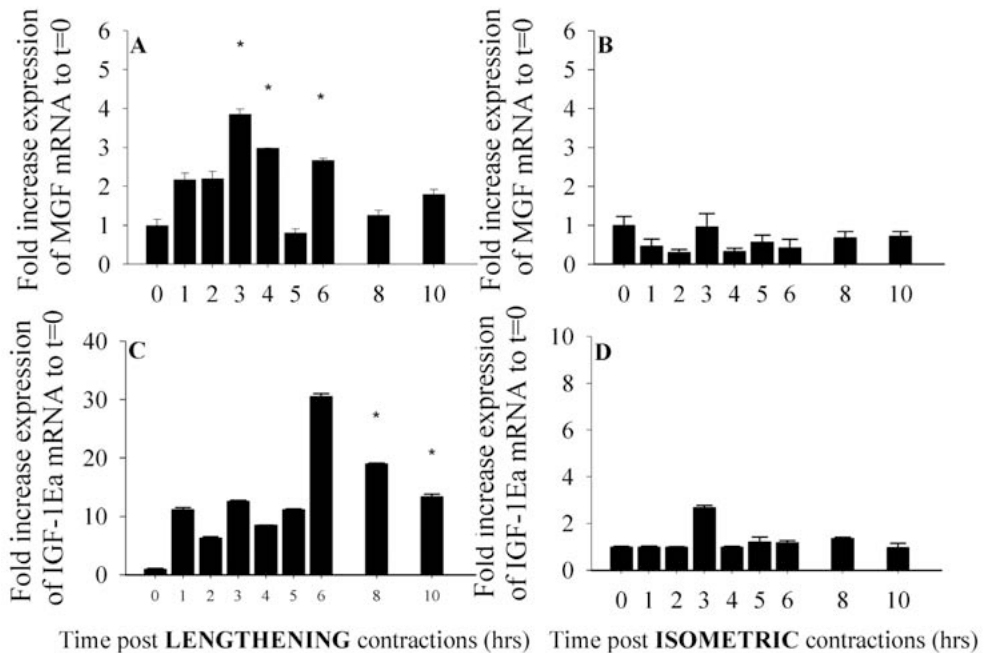 A
Fold increase expression
of MGF mRNA to t=0
6
5
4
3
2
1
0
* * *
0 1 2 3 4 5 6 8 10
B
Fold increase expression
of MGF mRNA to t=0
6
5
4
3
2
1
0
0 1 2 3 4 5 6 8 10
C
Fold increase expression
of IGF-1Ea mRNA to t=0
40
30
20
10
0
* *
0 1 2 3 4 5 6 8 10
Time post LENGTHENING contractions (hrs)
D
Fold increase expression
of IGF-1Ea mRNA to t=0
10
8
6
4
2
0
0 1 2 3 4 5 6 8 10
Time post ISOMETRIC contractions (hrs)